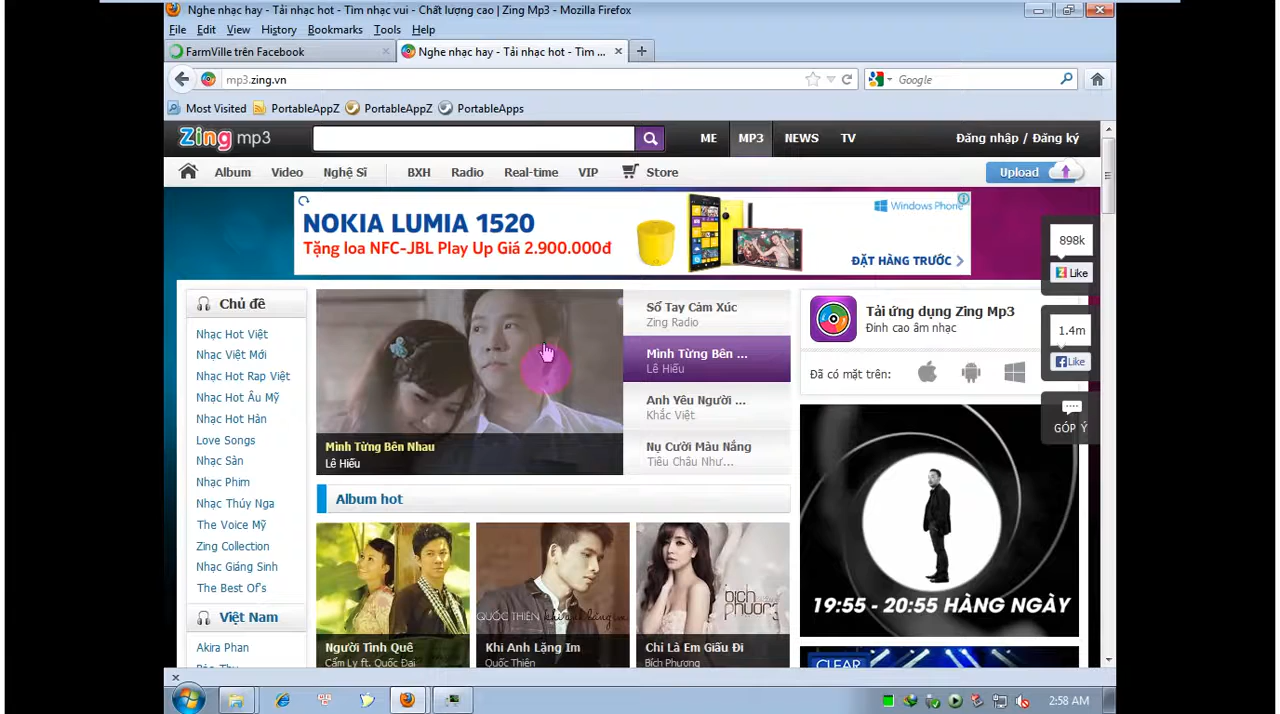 Nghe nhạc hay - Tải nhạc hot - Tìm nhạc vui - Chất lượng cao | Zing Mp3 - Mozilla Firefox
File Edit View History Bookmarks Tools Help
FarmVille trên Facebook
Nghe nhạc hay - Tải nhạc hot - Tìm ...
mp3.zing.vn
Google
Most Visited PortableAppZ PortableAppZ PortableApps
Zing mp3
ME MP3 NEWS TV
Đăng nhập / Đăng ký
Album Video Nghệ Sĩ BXH Radio Real-time VIP Store
Upload
NOKIA LUMIA 1520
Tặng loa NFC-JBL Play Up Giá 2.900.000đ
Windows Phone
ĐẶT HÀNG TRƯỚC
898k
Like
1.4m
Like
GÓP Ý
Chủ đề
Nhạc Hot Việt
Nhạc Việt Mới
Nhạc Hot Rap Việt
Nhạc Hot Âu Mỹ
Nhạc Hot Hàn
Love Songs
Nhạc Sàn
Nhạc Phim
Nhạc Thúy Nga
The Voice Mỹ
Zing Collection
Nhạc Giáng Sinh
The Best Of's
Việt Nam
Akira Phan
Mình Từng Bên Nhau
Lê Hiếu
Sổ Tay Cảm Xúc
Zing Radio
Mình Từng Bên ...
Lê Hiếu
Anh Yêu Người ...
Khắc Việt
Nụ Cười Màu Nắng
Tiêu Châu Như...
Album hot
QUỐC THIÊN
bích phương
Người Tình Quê
Cẩm Ly ft. Quốc Đại
Khi Anh Lặng Im
Quốc Thiên
Chỉ Là Em Giấu Đi
Bích Phương
Tải ứng dụng Zing Mp3
Đỉnh cao âm nhạc
Đã có mặt trên:
19:55 - 20:55 HÀNG NGÀY
CLEAR
2:58 AM